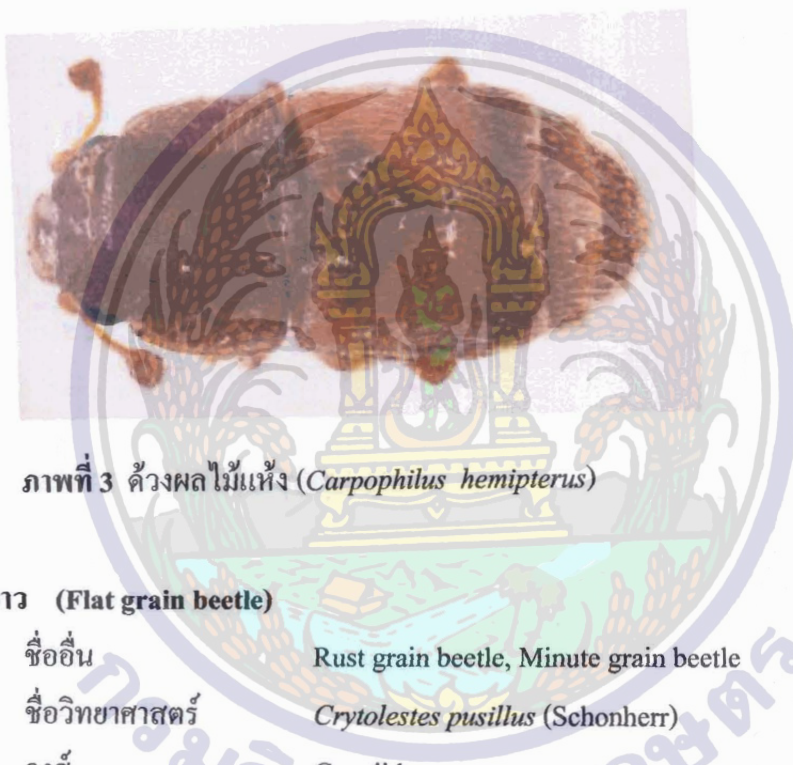 ภาพที่ 3 ด้วงผลไม้แห้ง (Carpophilus hemipterus)
(Flat grain beetle)
ชื่ออื่น Rust grain beetle, Minute grain beetle
ชื่อวิทยาศาสตร์ Crytolestes pusillus (Schonherr)